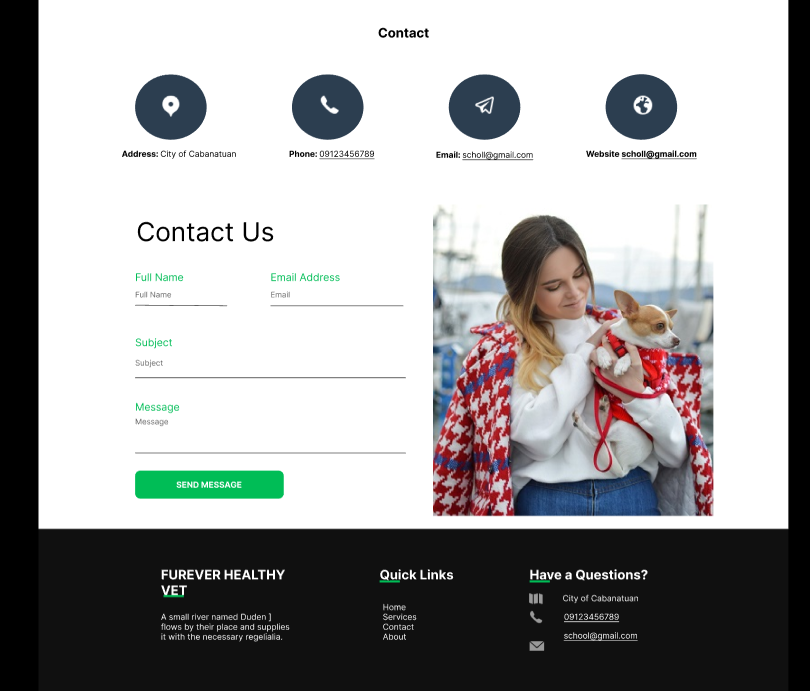 Contact
Address: City of Cabanatuan
Phone: 09123456789
Email: scholl@gmail.com
Website scholl@gmail.com
Contact Us
Full Name
Email Address
Full Name
Email
Subject
Subject
Message
Message
SEND MESSAGE
FUREVER HEALTHY
VET
A small river named Duden ]
flows by their place and supplies
it with the necessary regelialia.
Quick Links
Home
Services
Contact
About
Have a Questions?
City of Cabanatuan
09123456789
school@gmail.com